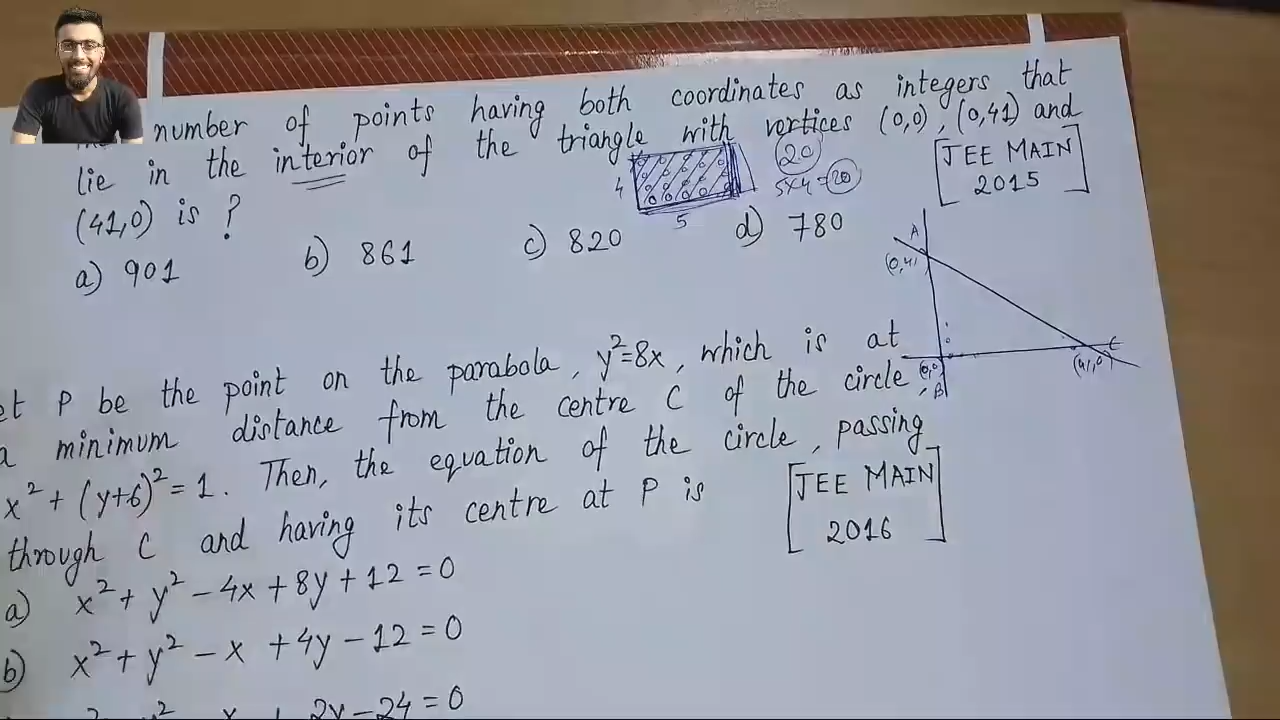 number of points having both coordinates as integers that
lie in the interior of the triangle with vertices (0,0), (0,41) and
(41,0) is ?
[JEE MAIN
2015]
4
5
20
5x4=20
a) 901
b) 861
c) 820
d) 780
A
(0,41
(0,0)
B
(41,0)
C
P be the point on the parabola, y²=8x, which is at
a minimum distance from the centre C of the circle,
x² + (y+6)² = 1. Then, the equation of the circle, passing
through C and having its centre at P is
[JEE MAIN
2016]
a) x² + y² – 4x + 8y + 12 = 0
b) x² + y² – x + 4y – 12 = 0
2y – 24 = 0